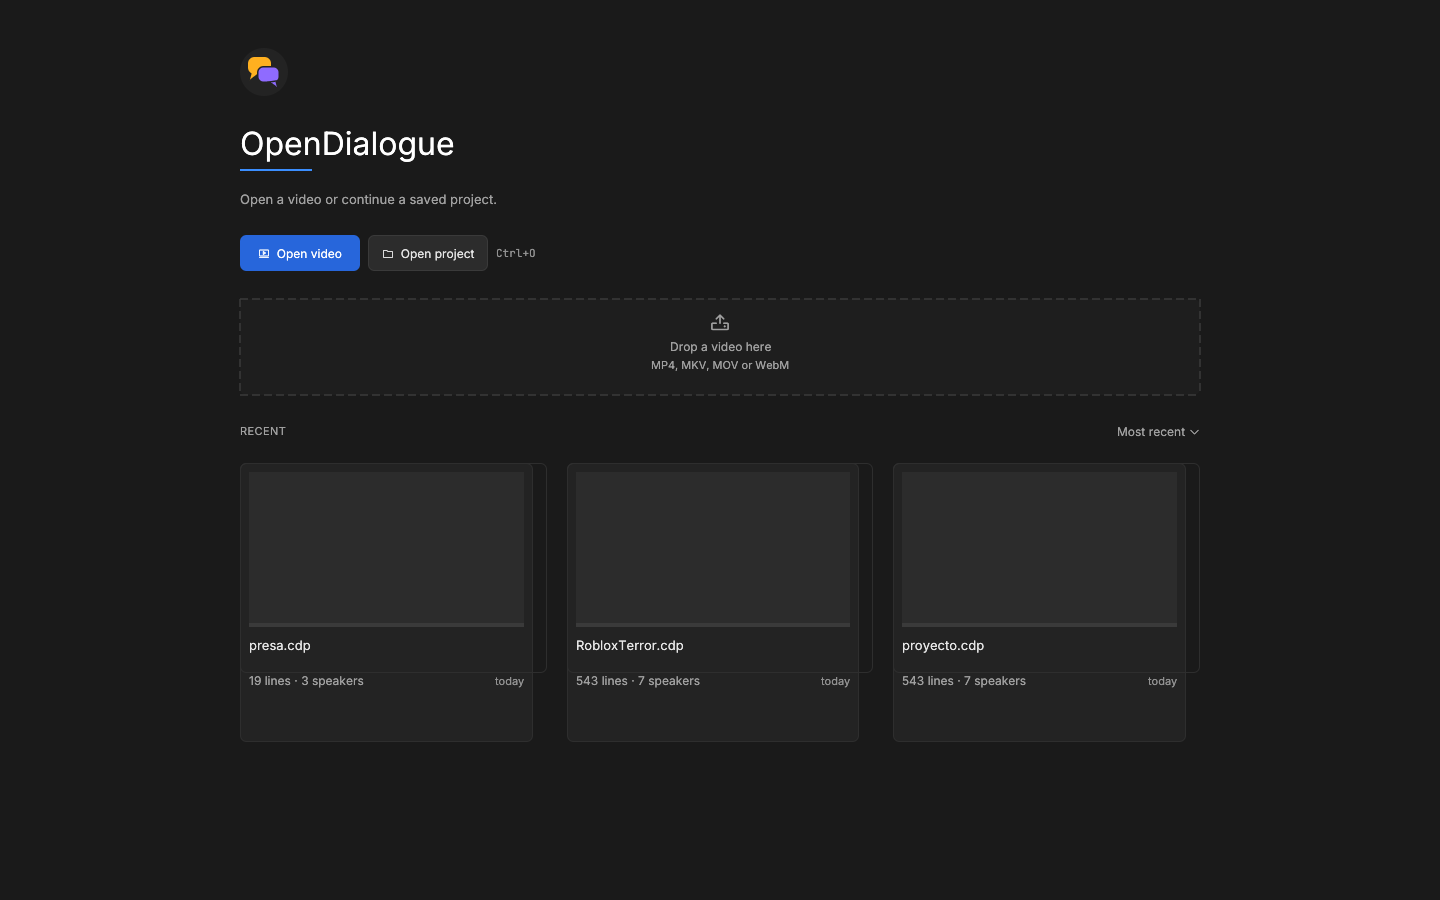 OpenDialogue
Open a video or continue a saved project.
Open video
Open project
Ctrl+O
Drop a video here
MP4, MKV, MOV or WebM
RECENT
Most recent
presa.cdp
19 lines · 3 speakers
today
RobloxTerror.cdp
543 lines · 7 speakers
today
proyecto.cdp
543 lines · 7 speakers
today